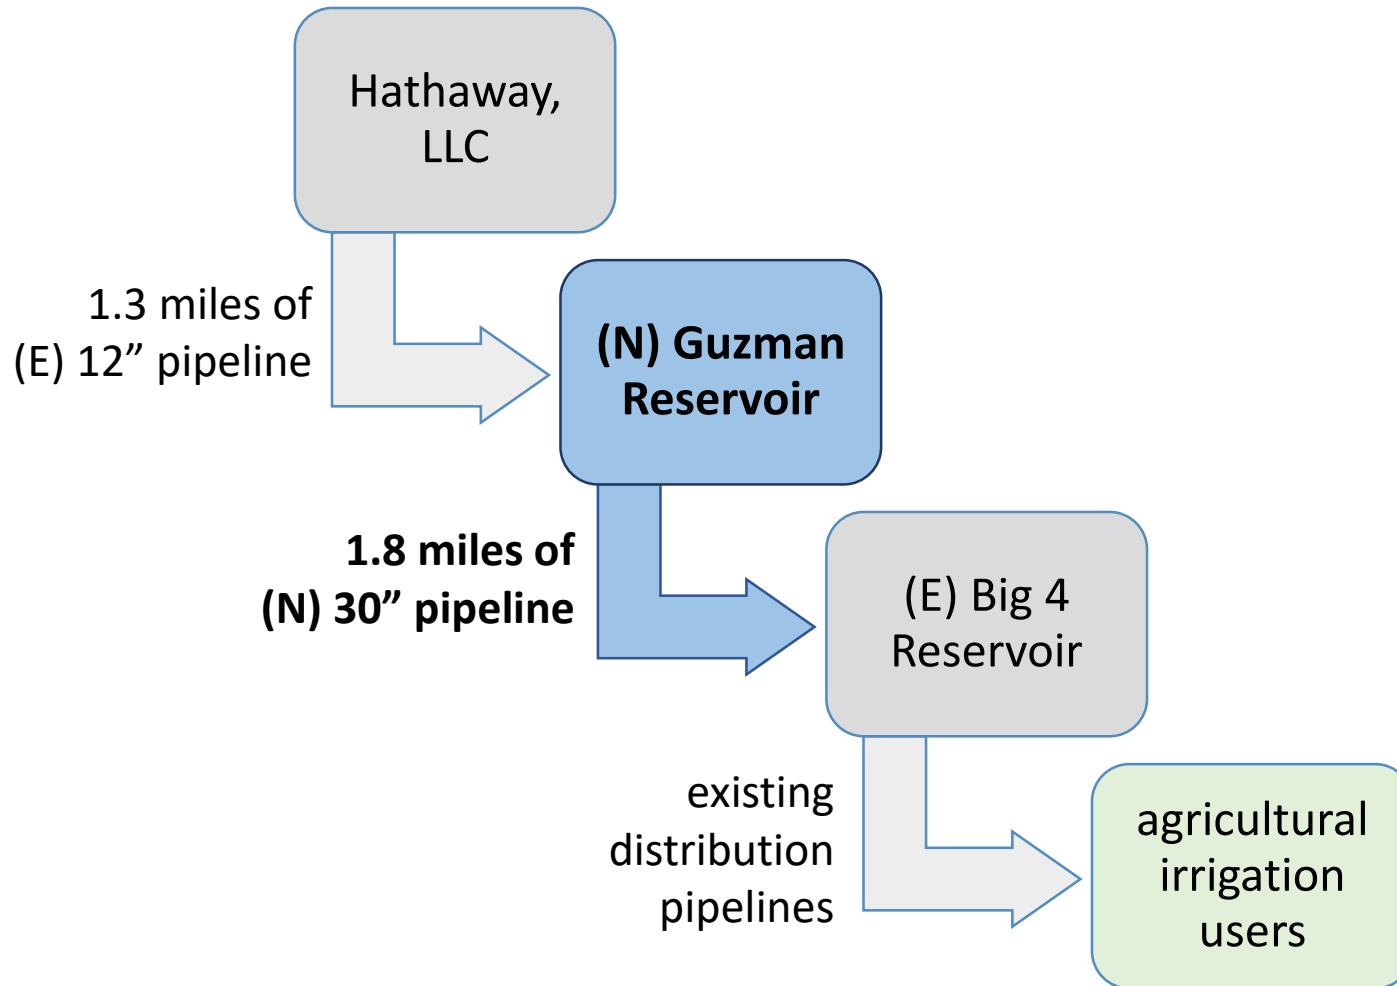 Hathaway,
LLC
1.3 miles of
(E) 12” pipeline
(N) Guzman
Reservoir
1.8 miles of
(N) 30” pipeline
(E) Big 4
Reservoir
existing
distribution
pipelines
agricultural
irrigation
users